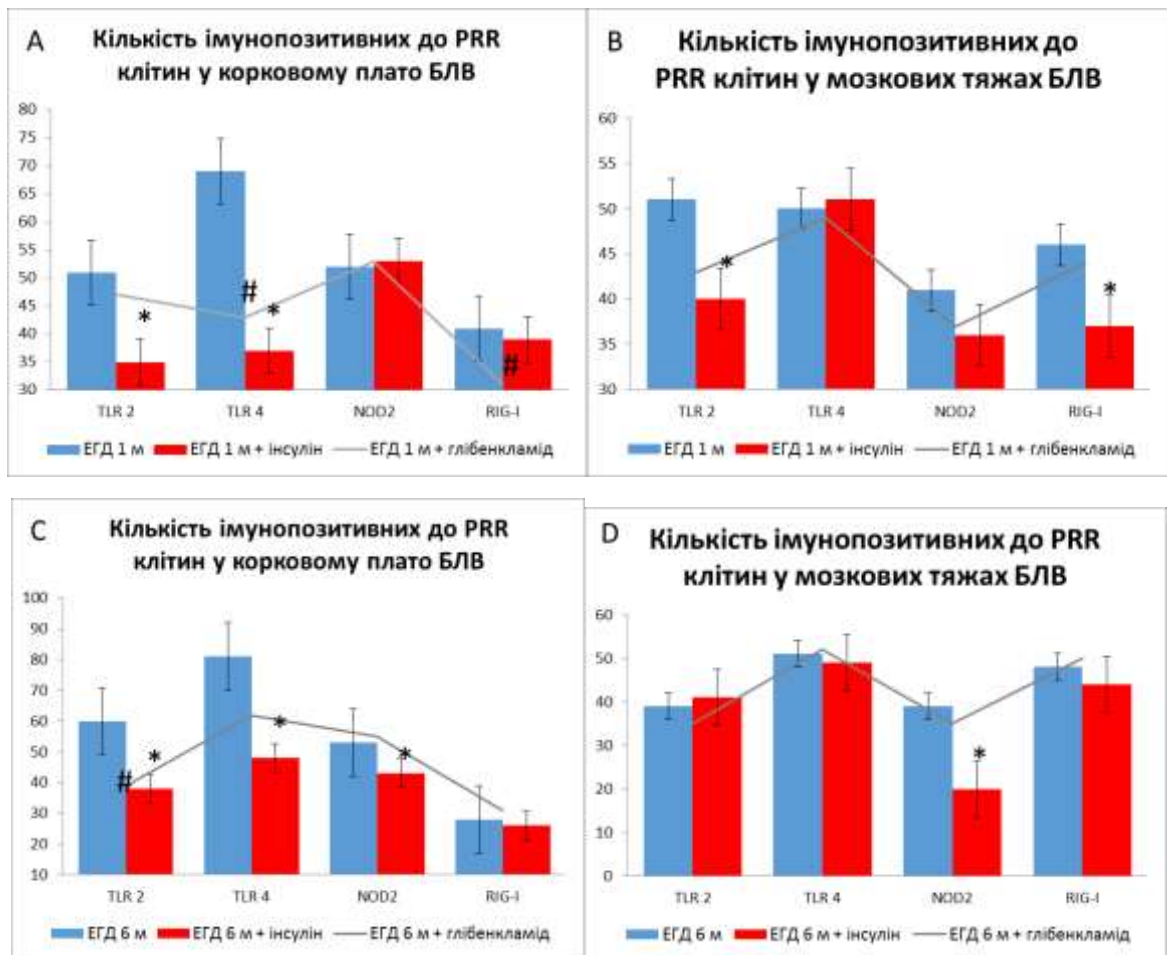 A
Кількість імунопозитивних до PRR
клітин у корковому плато БЛВ
80
75
70
65
60
55
50
45
40
35
30
#
*
*
#
TLR 2
TLR 4
NOD2
RIG-I
ЕГД 1 м
ЕГД 1 м + інсулін
ЕГД 1 м + глібенкламід
B
Кількість імунопозитивних до
PRR клітин у мозкових тяжах БЛВ
60
55
50
45
40
35
30
*
*
TLR 2
TLR 4
NOD2
RIG-I
ЕГД 1 м
ЕГД 1 м + інсулін
ЕГД 1 м + глібенкламід
C
Кількість імунопозитивних до PRR
клітин у корковому плато БЛВ
100
90
80
70
60
50
40
30
20
10
#
*
*
*
TLR 2
TLR 4
NOD2
RIG-I
ЕГД 6 м
ЕГД 6 м + інсулін
ЕГД 6 м + глібенкламід
D
Кількість імунопозитивних до PRR
клітин у мозкових тяжах БЛВ
60
50
40
30
20
10
0
*
TLR 2
TLR 4
NOD2
RIG-I
ЕГД 6 м
ЕГД 6 м + інсулін
ЕГД 6 м + глібенкламід